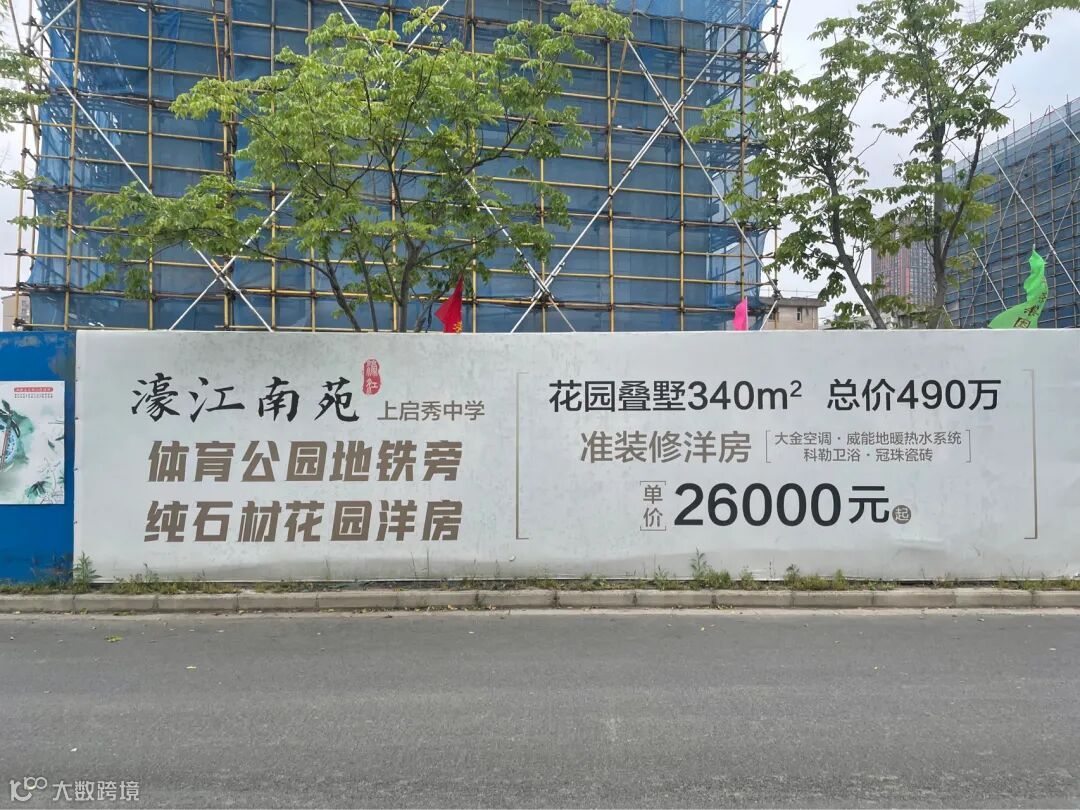 濠江南苑
濠江
上启秀中学
体育公园地铁旁
纯石材花园洋房
花园叠墅340m² 总价490万
准装修洋房
大金空调·威能地暖热水系统
科勒卫浴·冠珠瓷砖
单价
26000元起
大数跨境